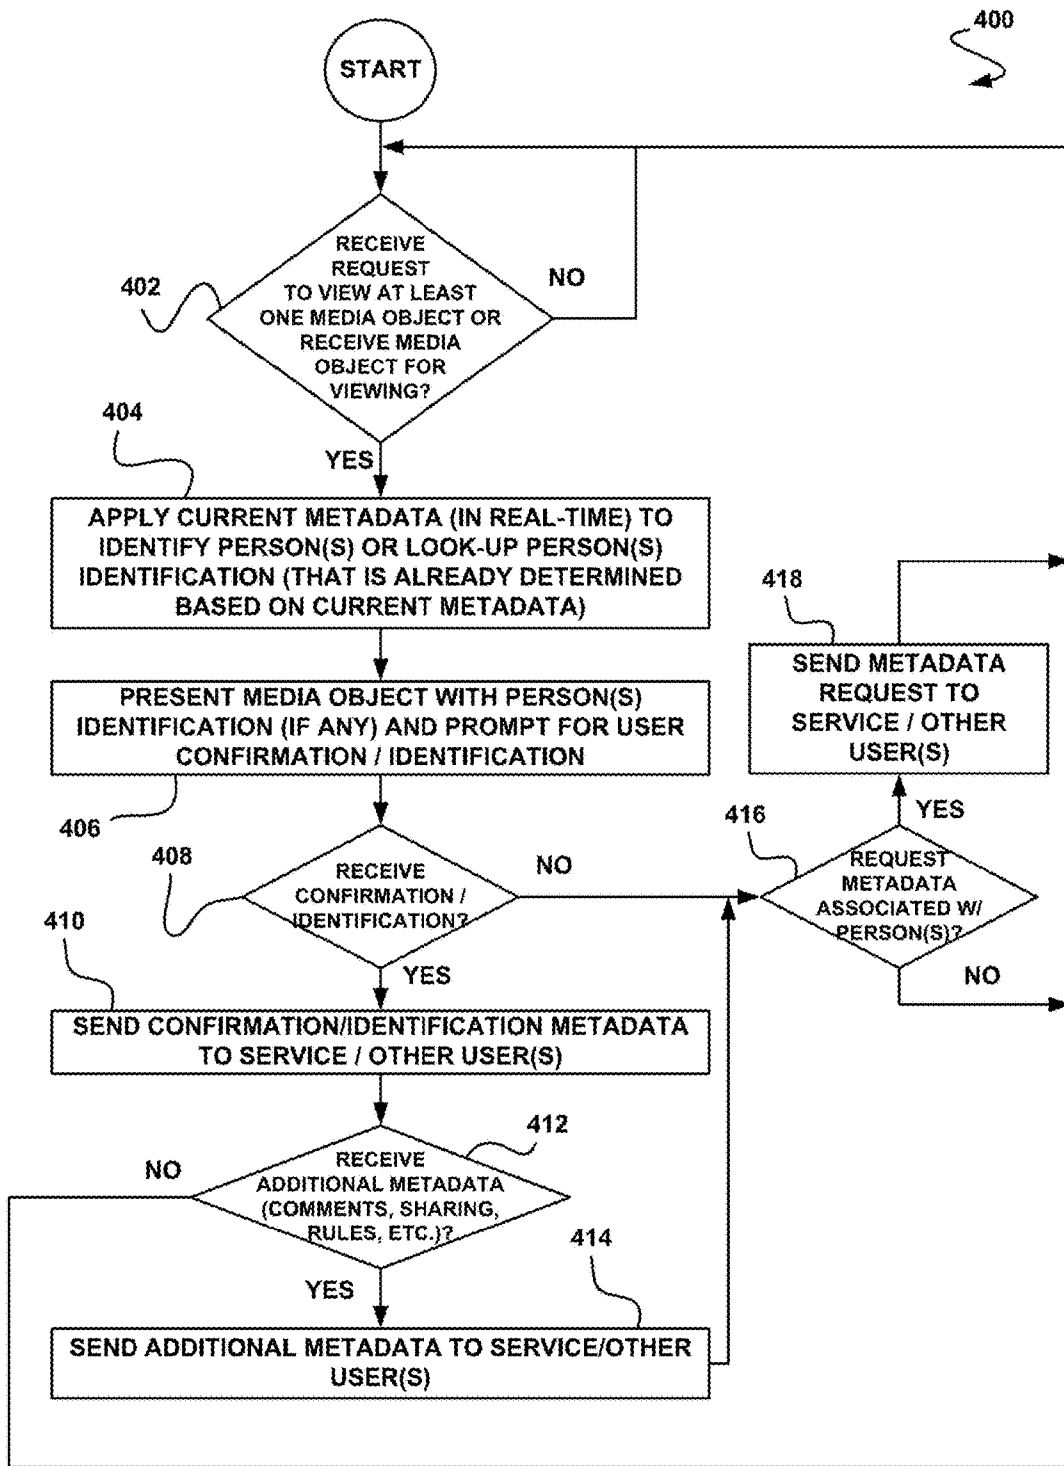 400
START
RECEIVE
REQUEST
TO VIEW AT LEAST
ONE MEDIA OBJECT OR
RECEIVE MEDIA
OBJECT FOR
VIEWING?
NO
402
404
YES
APPLY CURRENT METADATA (IN REAL-TIME) TO
IDENTIFY PERSON(S) OR LOOK-UP PERSON(S)
IDENTIFICATION (THAT IS ALREADY DETERMINED
BASED ON CURRENT METADATA)
418
SEND METADATA
REQUEST TO
SERVICE / OTHER
USER(S)
PRESENT MEDIA OBJECT WITH PERSON(S)
IDENTIFICATION (IF ANY) AND PROMPT FOR USER
CONFIRMATION / IDENTIFICATION
406
YES
416
408
RECEIVE
CONFIRMATION /
IDENTIFICATION?
NO
REQUEST
METADATA
ASSOCIATED W/
PERSON(S)?
410
YES
NO
SEND CONFIRMATION/IDENTIFICATION METADATA
TO SERVICE / OTHER USER(S)
412
NO
RECEIVE
ADDITIONAL METADATA
(COMMENTS, SHARING,
RULES, ETC.)?
414
YES
SEND ADDITIONAL METADATA TO SERVICE/OTHER
USER(S)